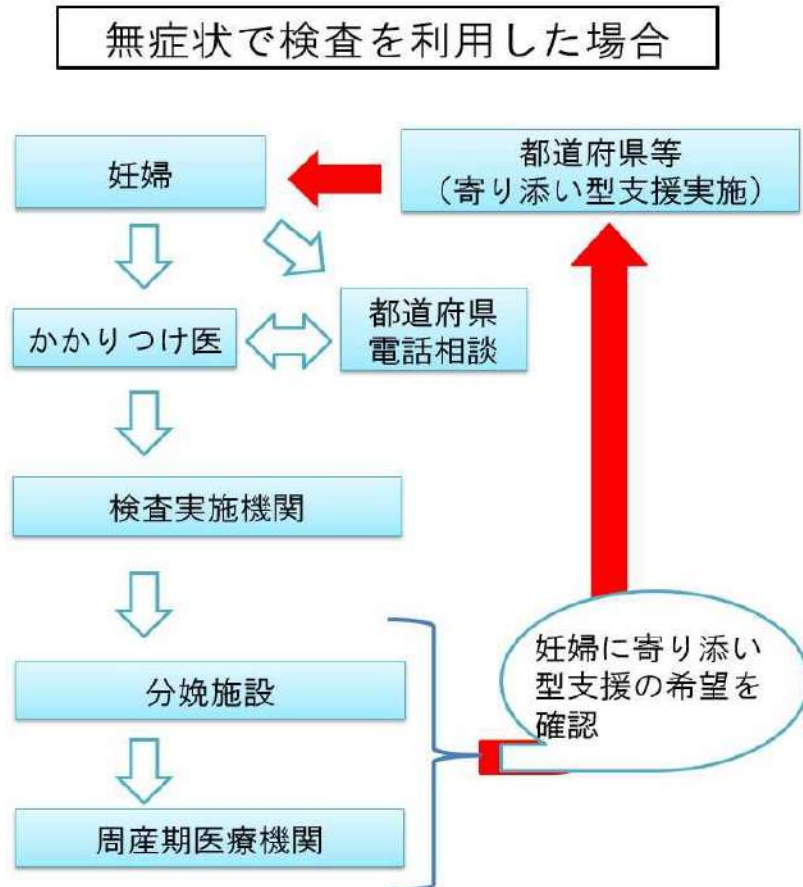 無症状で検査を利用した場合
妊婦
都道府県等
（寄り添い型支援実施）
かかりつけ医
都道府県
電話相談
検査実施機関
分娩施設
周産期医療機関
妊婦に寄り添い
型支援の希望を
確認